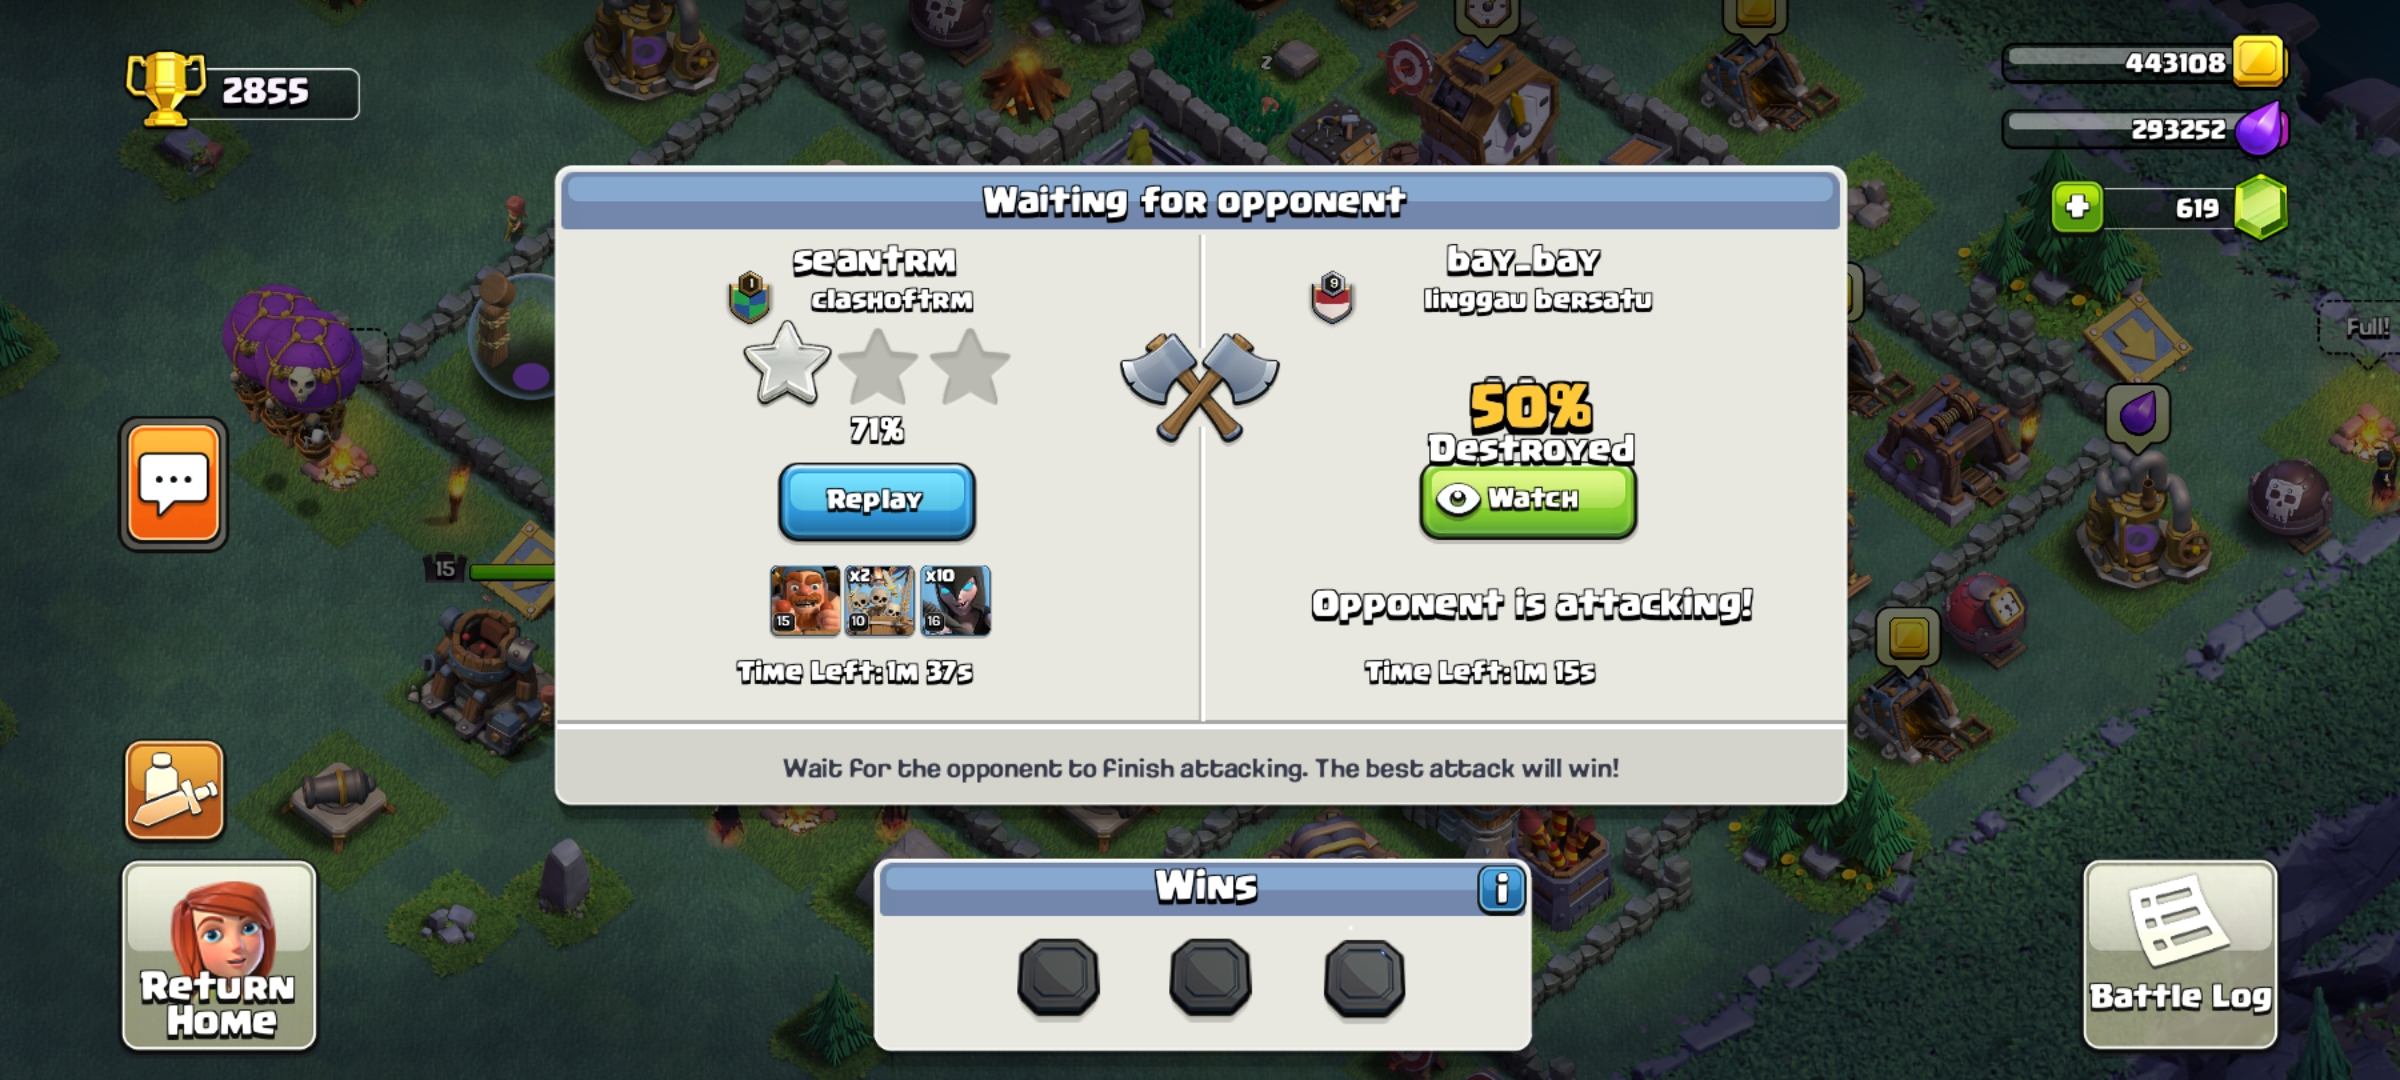 2855
443108
293252
619
Full!
15
Waiting for opponent
seantrm
1
clashoftrm
71%
Replay
15
x2
10
x10
16
Time Left: 1m 37s
bay_bay
9
linggau bersatu
50%
Destroyed
Watch
Opponent is attacking!
Time Left: 1m 15s
Wait for the opponent to finish attacking. The best attack will win!
Wins
i
Return
Home
Battle Log
z